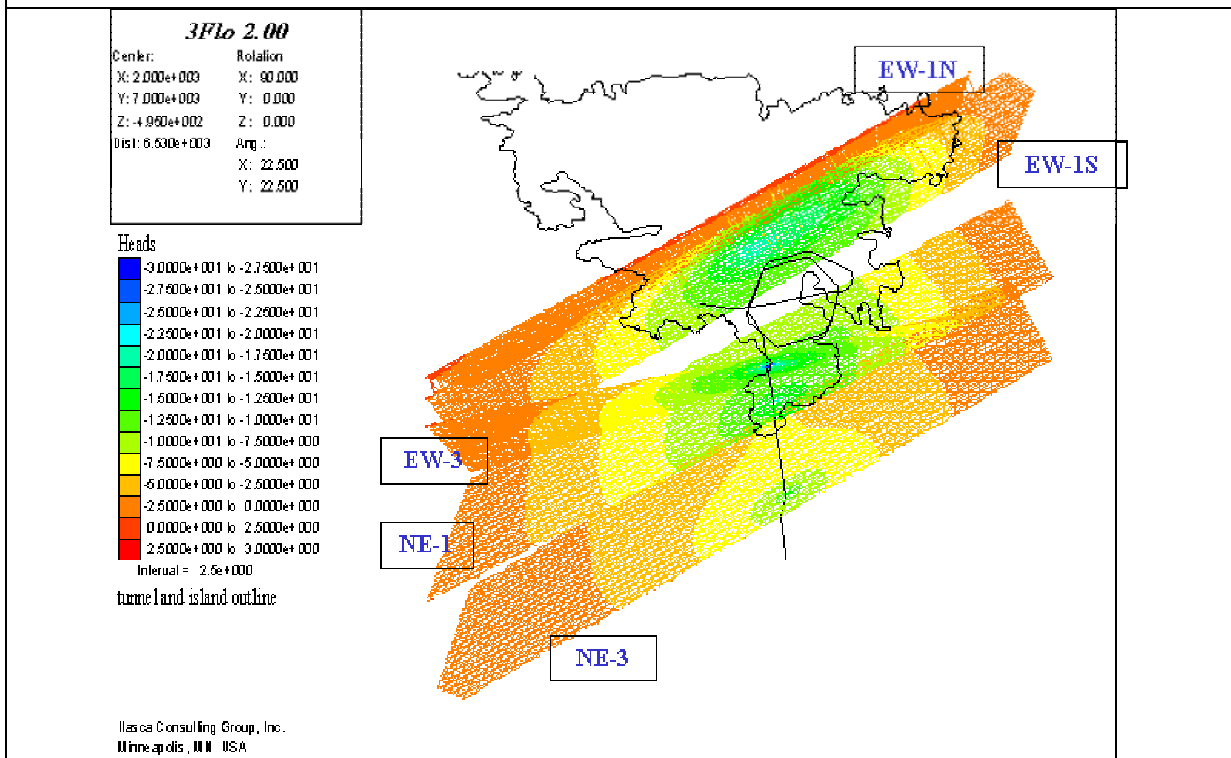 3Flo 2.00
Center:
X: 2.000e+003
Y: 7.000e+003
Z: -4.950e+002
Dist: 6.530e+003
Rotation
X: 90.000
Y: 0.000
Z: 0.000
Ang.:
X: 22.500
Y: 22.500
Heads
-3.0000e+001 to -2.7500e+001
-2.7500e+001 to -2.5000e+001
-2.5000e+001 to -2.2500e+001
-2.2500e+001 to -2.0000e+001
-2.0000e+001 to -1.7500e+001
-1.7500e+001 to -1.5000e+001
-1.5000e+001 to -1.2500e+001
-1.2500e+001 to -1.0000e+001
-1.0000e+001 to -7.5000e+000
-7.5000e+000 to -5.0000e+000
-5.0000e+000 to -2.5000e+000
-2.5000e+000 to 0.0000e+000
0.0000e+000 to 2.5000e+000
2.5000e+000 to 3.0000e+000
Interval = 2.5e+000
tunnel and island outline
Itasca Consulting Group, Inc.
Minneapolis, MN USA
EW-1N
EW-1S
EW-3
NE-1
NE-3